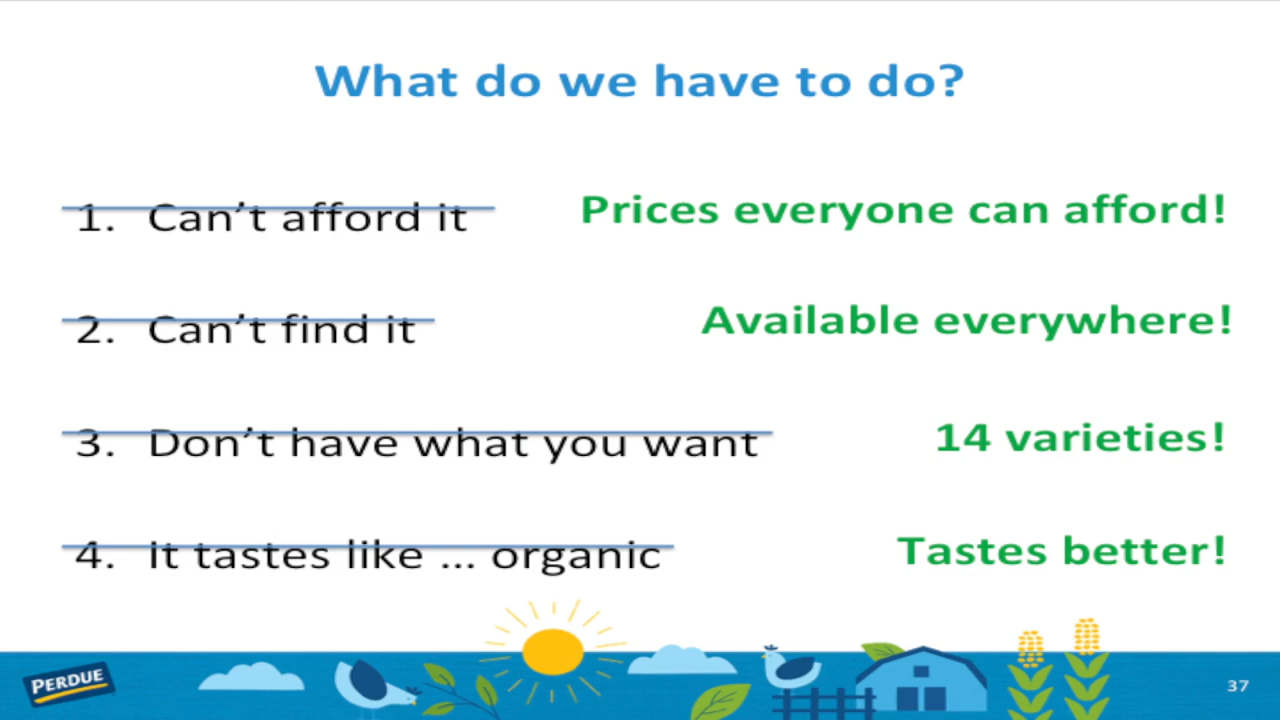 What do we have to do?
1. Can't afford it Prices everyone can afford!
2. Can't find it Available everywhere!
3. Don't have what you want 14 varieties!
4. It tastes like ... organic Tastes better!
PERDUE
37